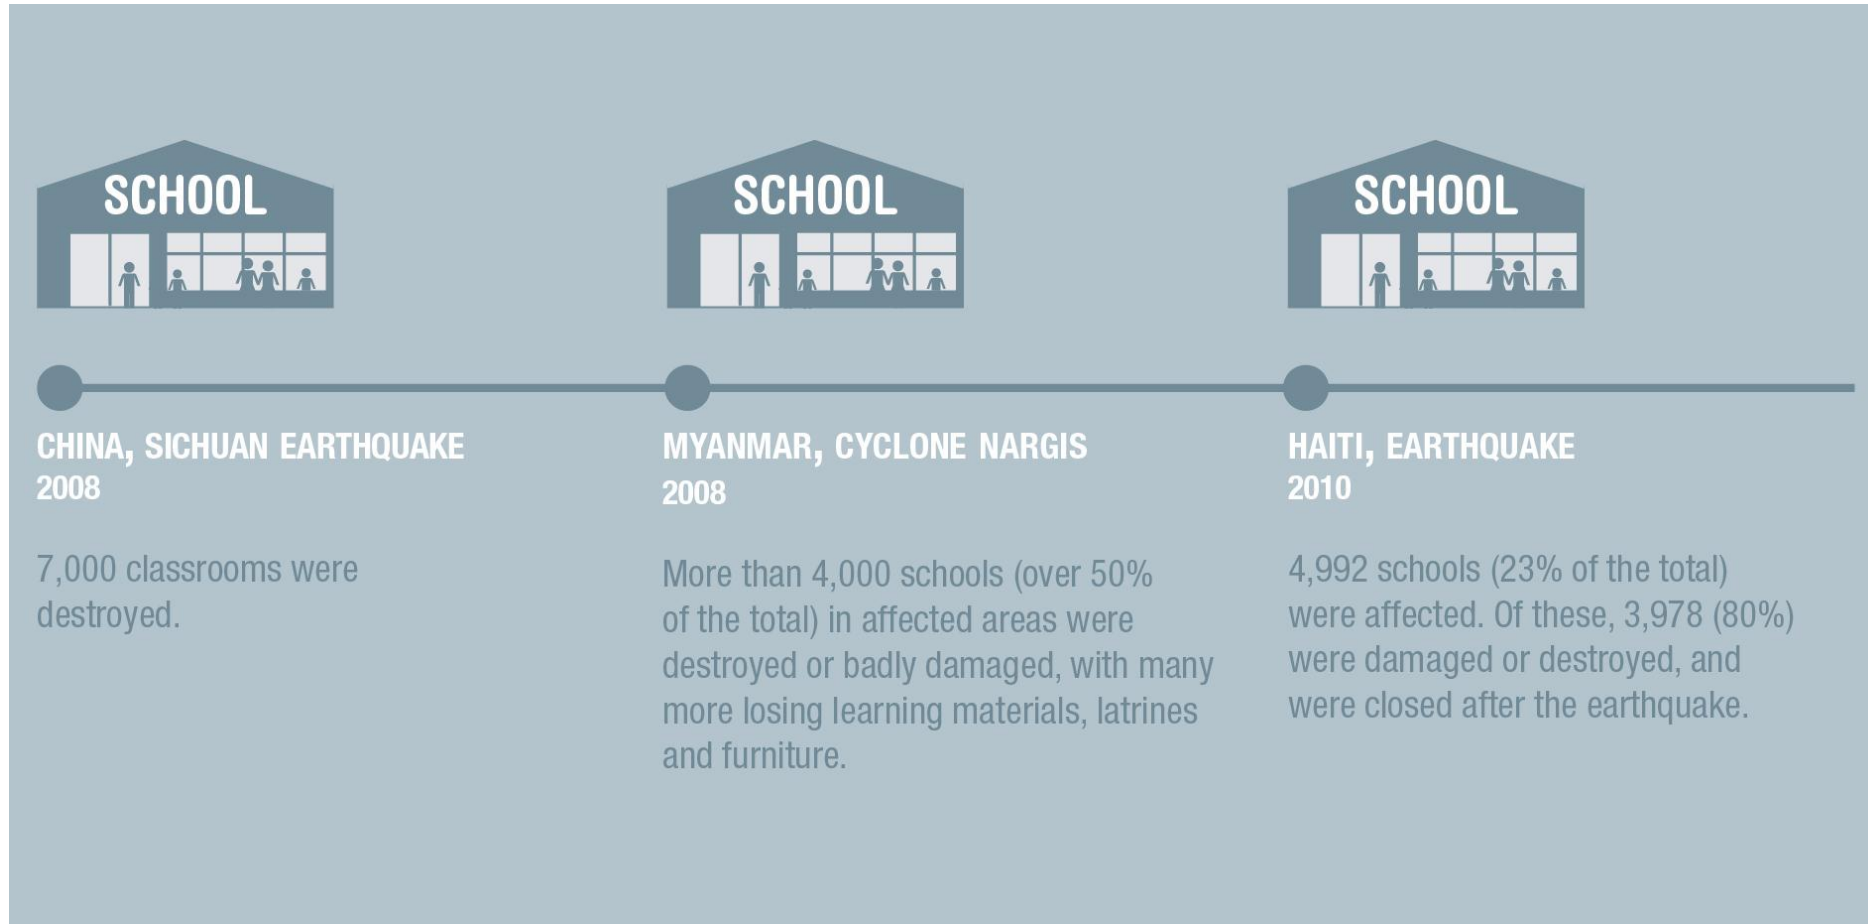 SCHOOL
SCHOOL
SCHOOL
CHINA, SICHUAN EARTHQUAKE
2008
7,000 classrooms were
destroyed.
MYANMAR, CYCLONE NARGIS
2008
More than 4,000 schools (over 50%
of the total) in affected areas were
destroyed or badly damaged, with many
more losing learning materials, latrines
and furniture.
HAITI, EARTHQUAKE
2010
4,992 schools (23% of the total)
were affected. Of these, 3,978 (80%)
were damaged or destroyed, and
were closed after the earthquake.